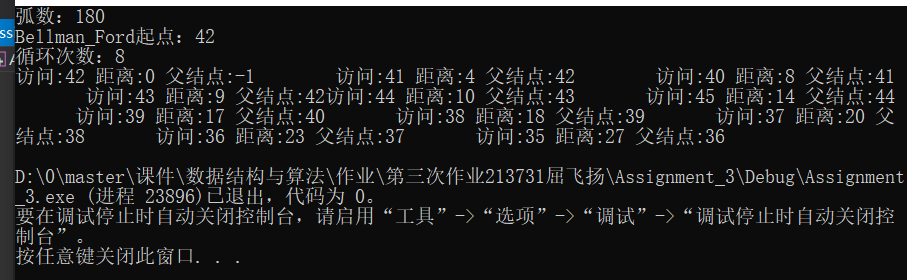 弧数：180
Bellman_Ford起点：42
循环次数：8
访问:42 距离:0 父结点:-1 访问:41 距离:4 父结点:42 访问:40 距离:8 父结点:41
访问:43 距离:9 父结点:42访问:44 距离:10 父结点:43 访问:45 距离:14 父结点:44
访问:39 距离:17 父结点:40 访问:38 距离:18 父结点:39 访问:37 距离:20 父
结点:38 访问:36 距离:23 父结点:37 访问:35 距离:27 父结点:36
D:\0\master\课件\数据结构与算法\作业\第三次作业213731屈飞扬\Assignment_3\Debug\Assignment
_3.exe (进程 23896)已退出，代码为 0。
要在调试停止时自动关闭控制台，请启用“工具”->“选项”->“调试”->“调试停止时自动关闭控
制台”。
按任意键关闭此窗口. . .
ss